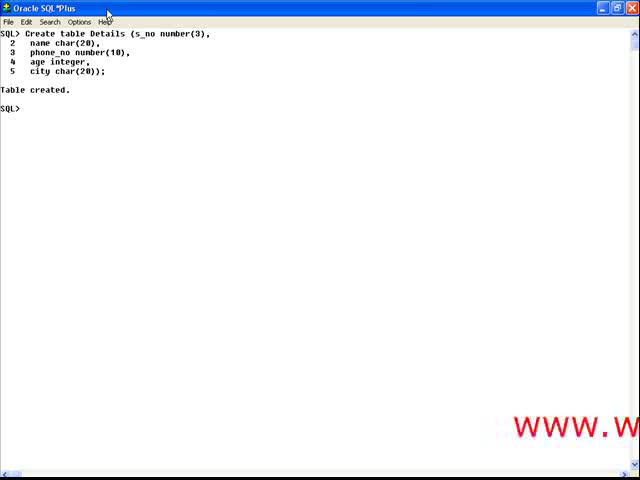 Oracle SQL*Plus
File Edit Search Options Help
SQL> Create table Details (s_no number(3),
2 name char(20),
3 phone_no number(10),
4 age integer,
5 city char(20));
Table created.
SQL>
www.w